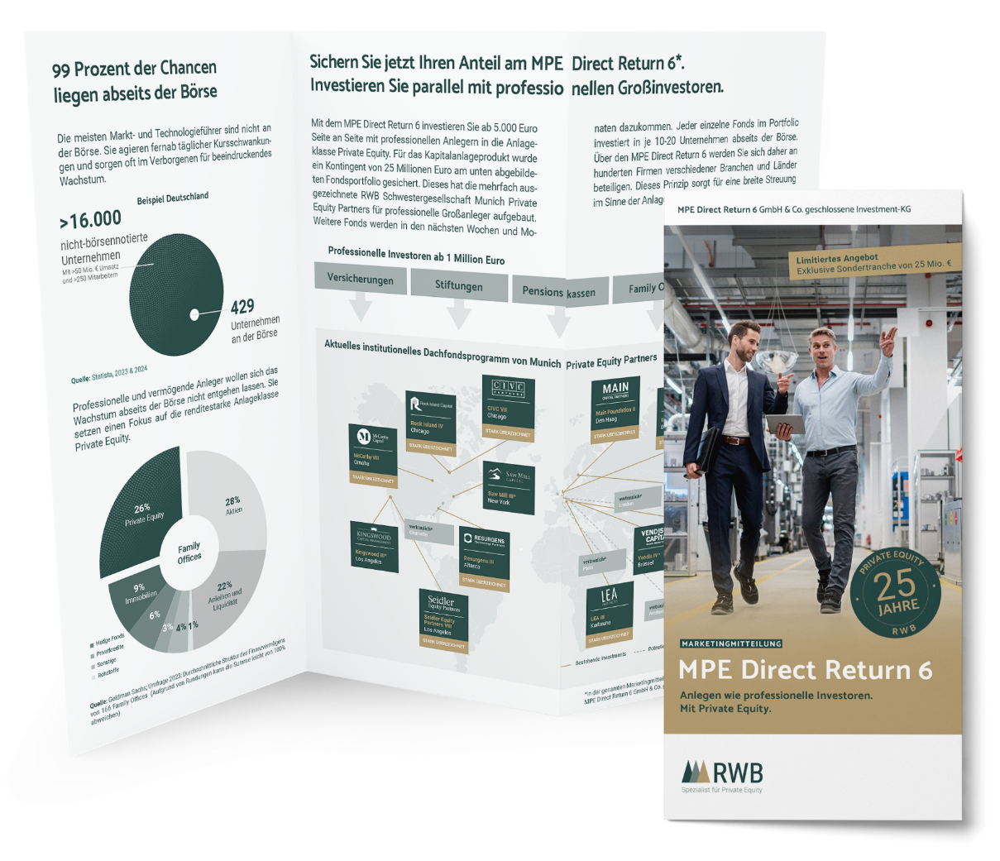 99 Prozent der Chancen
liegen abseits der Börse
Die meisten Markt- und Technologieführer sind nicht an
der Börse. Sie agieren fernab täglicher Kursschwankun-
gen und sorgen oft im Verborgenen für beeindruckendes
Wachstum.
Beispiel Deutschland
>16.000
nicht-börsennotierte
Unternehmen
Mit >50 Mio. € Umsatz
und >250 Mitarbeitern
429
Unternehmen
an der Börse
Quelle: Statista, 2023 & 2024
Professionelle und vermögende Anleger wollen sich das
Wachstum abseits der Börse nicht entgehen lassen. Sie
setzen einen Fokus auf die renditestarke Anlageklasse
Private Equity.
26%
Private Equity
28%
Aktien
Family
Offices
9%
Immobilien
22%
Anleihen und
Liquidität
6%
3%
4%
1%
Hedge Fonds
Privatkredite
Sonstige
Rohstoffe
Quelle: Goldman Sachs; Umfrage 2023: Durchschnittliche Struktur des Finanzvermögens
von 166 Family Offices (Aufgrund von Rundungen kann die Summe leicht von 100%
abweichen)
Sichern Sie jetzt Ihren Anteil am MPE Direct Return 6*.
Investieren Sie parallel mit professionellen Großinvestoren.
Mit dem MPE Direct Return 6 investieren Sie ab 5.000 Euro
Seite an Seite mit professionellen Anlegern in die Anlage-
klasse Private Equity. Für das Kapitalanlageprodukt wurde
ein Kontingent von 25 Millionen Euro am unten abgebilde-
ten Fondsportfolio gesichert. Dieses hat die mehrfach aus-
gezeichnete RWB Schwestergesellschaft Munich Private
Equity Partners für professionelle Großanleger aufgebaut.
Weitere Fonds werden in den nächsten Wochen und Mo-
naten dazukommen. Jeder einzelne Fonds im Portfolio
investiert in je 10-20 Unternehmen abseits der Börse.
Über den MPE Direct Return 6 werden Sie sich daher an
hunderten Firmen verschiedener Branchen und Länder
beteiligen. Dieses Prinzip sorgt für eine breite Streuung
im Sinne der Anlag
Professionelle Investoren ab 1 Million Euro
Versicherungen
Stiftungen
Pensionskassen
Family O
Aktuelles institutionelles Dachfondsprogramm von Munich Private Equity Partners
CIVC
PARTNERS
CIVC VII
Chicago
STARK ÜBERZEICHNET
Rock Island Capital
Rock Island IV
Chicago
STARK ÜBERZEICHNET
MAIN
CAPITAL PARTNERS
Main Foundation II
Den Haag
STARK ÜBERZEICHNET
McCarthy
Capital
McCarthy VIII
Omaha
STARK ÜBERZEICHNET
SAW MILL
CAPITAL
Saw Mill III*
New York
vertraulich*
London
KINGSWOOD
CAPITAL MANAGEMENT
Kingswood III*
Los Angeles
vertraulich*
Charlotte
RESURGENS
Technology Partners
Resurgens III
Atlanta
STARK ÜBERZEICHNET
VENDIS
CAPITA
Vendis IV*
Brüssel
vertraulich*
Paris
Seidler
Equity Partners
Seidler Equity
Partners VIII
Los Angeles
STARK ÜBERZEICHNET
LEA
PARTNERS
LEA III
Karlsruhe
STARK ÜBERZEICHNET
Bestehende Investments
*In der gesamten Marketingmitteil
MPE Direct Return 6 GmbH & Co. g
MPE Direct Return 6 GmbH & Co. geschlossene Investment-KG
Limitiertes Angebot
Exklusive Sondertranche von 25 Mio. €
PRIVATE EQUITY
25
JAHRE
RWB
MARKETINGMITTEILUNG
MPE Direct Return 6
Anlegen wie professionelle Investoren.
Mit Private Equity.
RWB
Spezialist für Private Equity